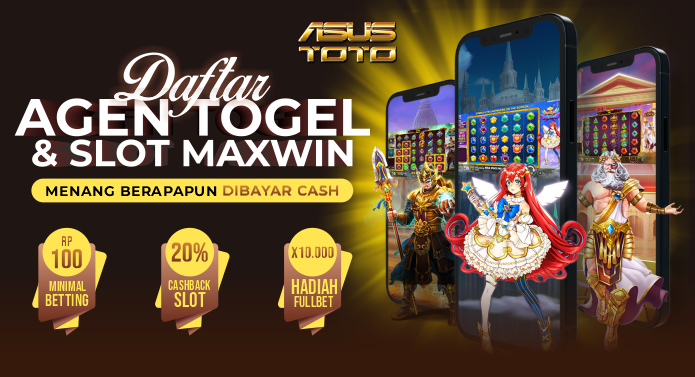 ASUS
TOTO
Daftar
AGEN TOGEL
& SLOT MAXWIN
MENANG BERAPAPUN DIBAYAR CASH
RP
100
MINIMAL
BETTING
20%
CASHBACK
SLOT
X10.000
HADIAH
FULLBET